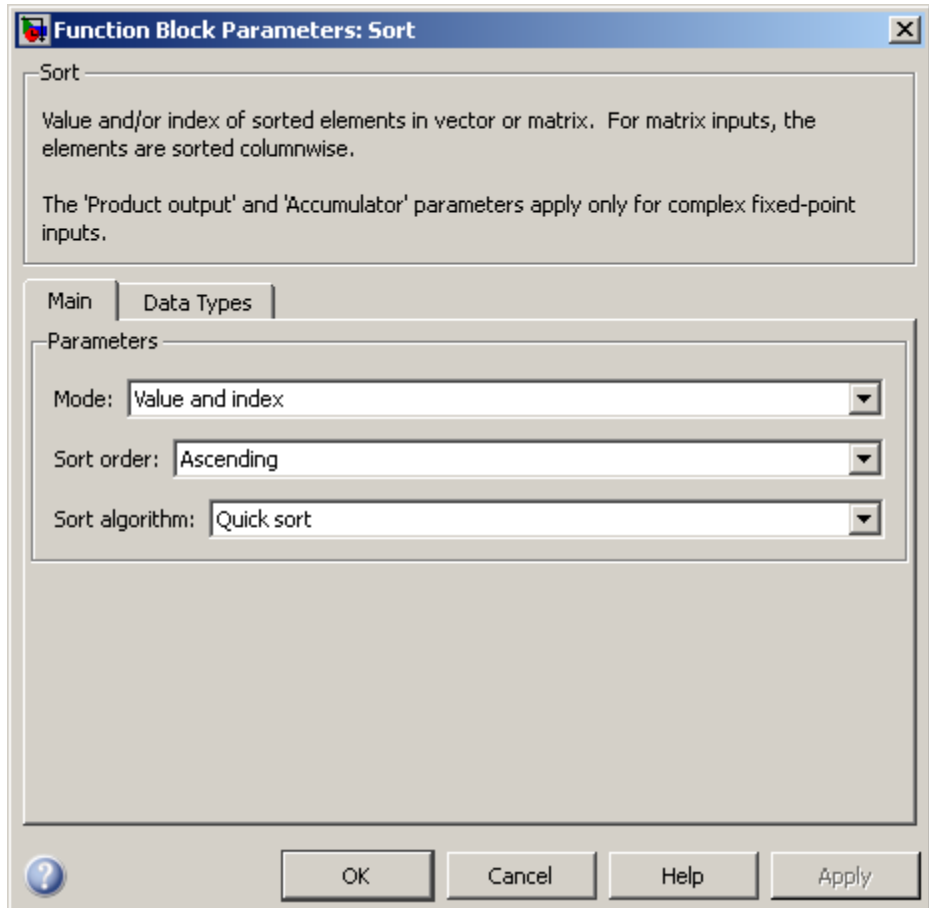 Function Block Parameters: Sort
Sort
Value and/or index of sorted elements in vector or matrix.  For matrix inputs, the
elements are sorted columnwise.
The 'Product output' and 'Accumulator' parameters apply only for complex fixed-point
inputs.
Main
Data Types
Parameters
Mode: Value and index
Sort order: Ascending
Sort algorithm: Quick sort
?
OK
Cancel
Help
Apply